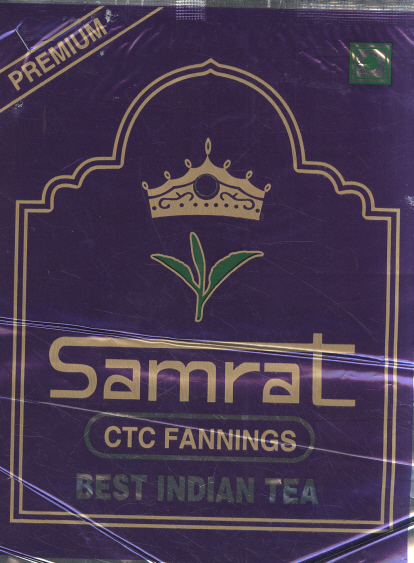 PREMIUM
Samrat
CTC FANNINGS
BEST INDIAN TEA